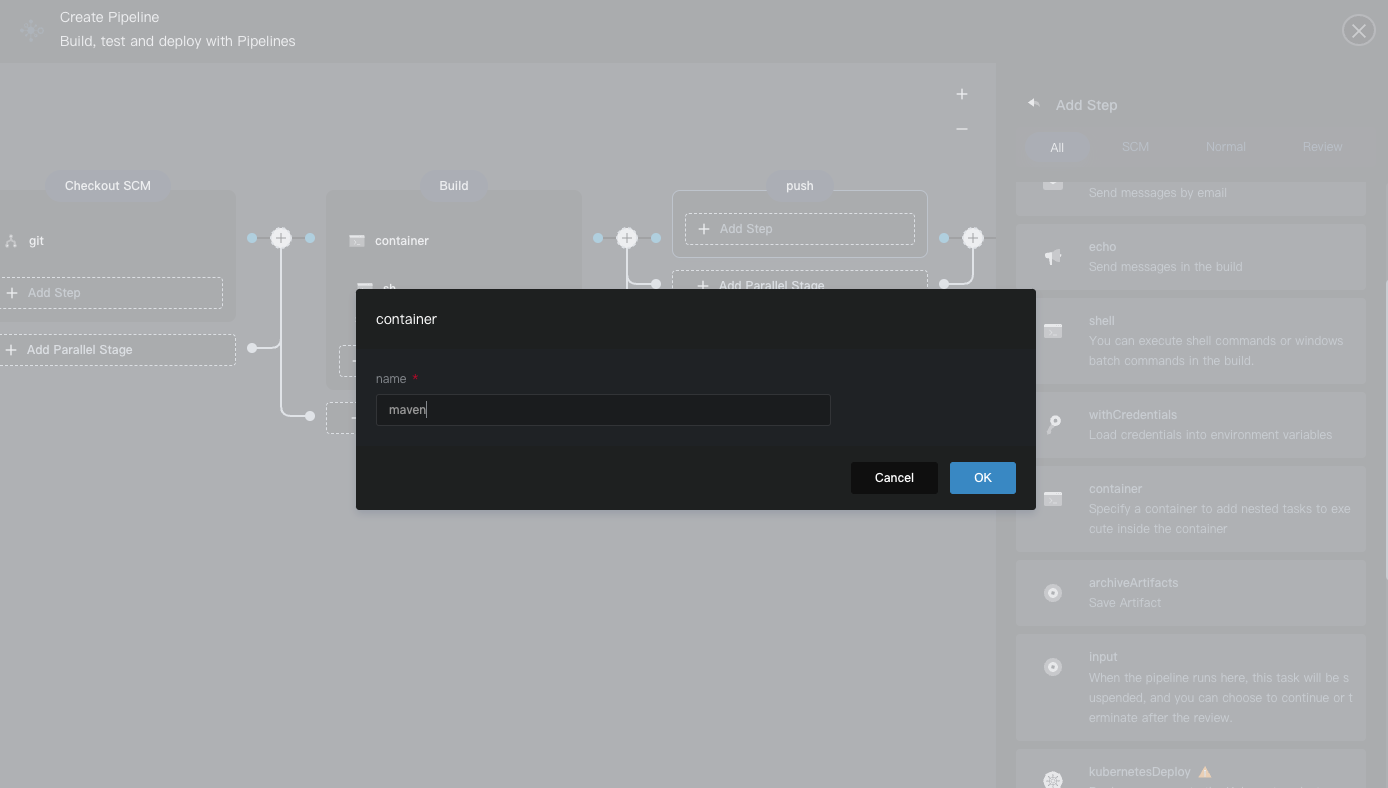 Create Pipeline
Build, test and deploy with Pipelines
Add Step
All
SCM
Normal
Review
Checkout SCM
git
Add Step
Add Parallel Stage
Build
container
sh
push
Add Step
Add Parallel Stage
container
name *
maven
Cancel
OK
Send messages by email
echo
Send messages in the build
shell
You can execute shell commands or windows
batch commands in the build.
withCredentials
Load credentials into environment variables
container
Specify a container to add nested tasks to exe
cute inside the container
archiveArtifacts
Save Artifact
input
When the pipeline runs here, this task will be s
uspended, and you can choose to continue or t
erminate after the review.
kubernetesDeploy